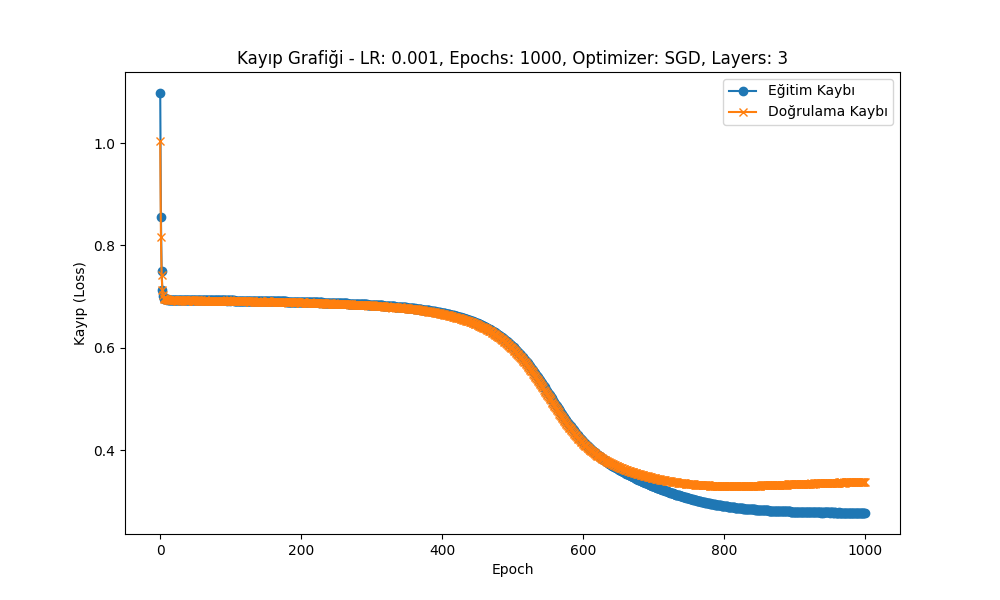 Kayıp Grafiği - LR: 0.001, Epochs: 1000, Optimizer: SGD, Layers: 3
Eğitim Kaybı
Doğrulama Kaybı
Kayıp (Loss)
1.0
0.8
0.6
0.4
0 200 400 600 800 1000
Epoch